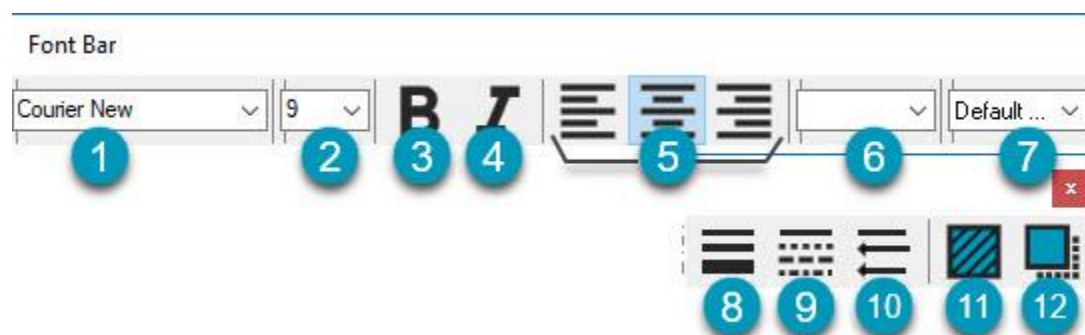 Font Bar
Courier New 9 B I Default ...
1 2 3 4 5 6 7
x
8 9 10 11 12